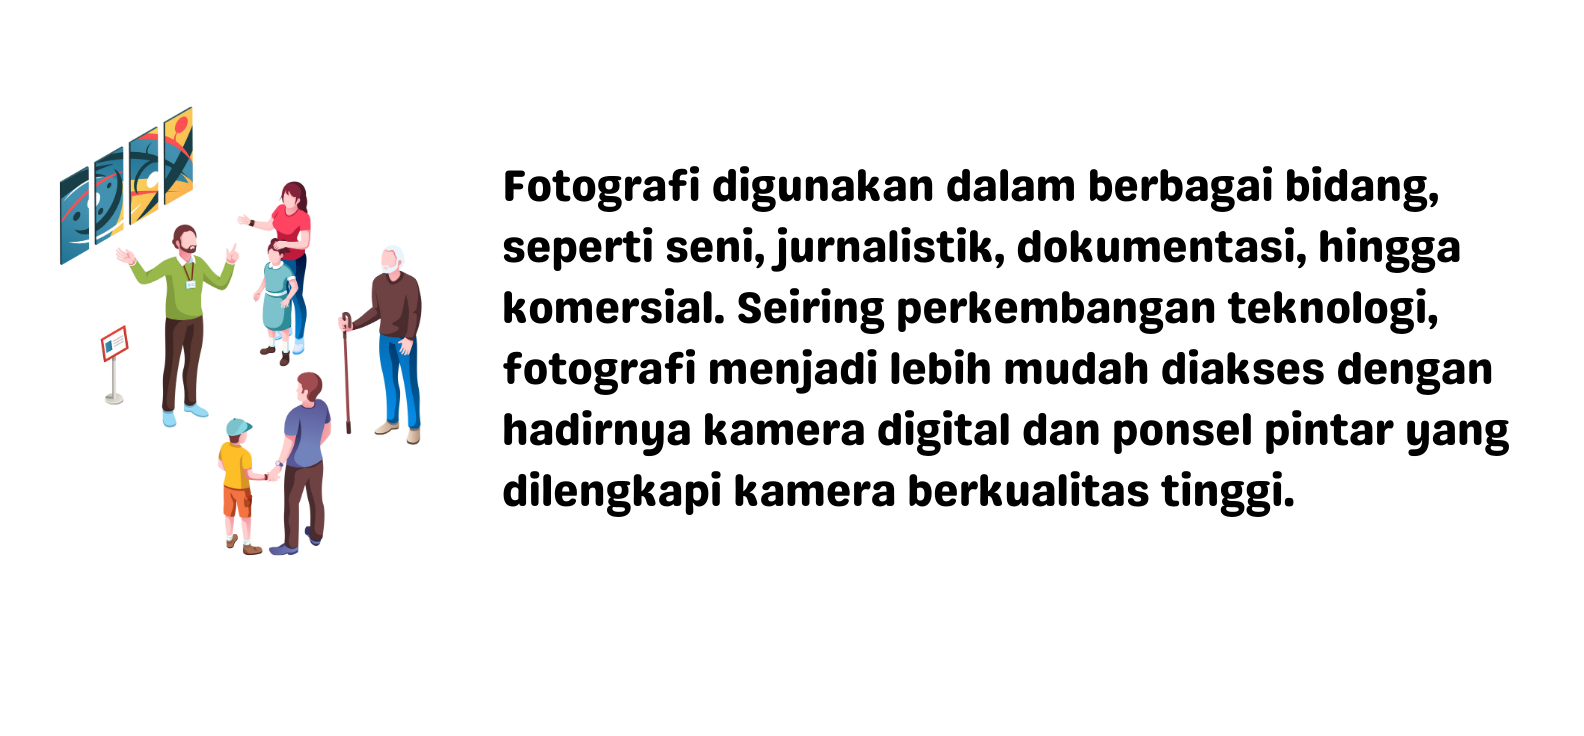 Fotografi digunakan dalam berbagai bidang,
seperti seni, jurnalistik, dokumentasi, hingga
komersial. Seiring perkembangan teknologi,
fotografi menjadi lebih mudah diakses dengan
hadirnya kamera digital dan ponsel pintar yang
dilengkapi kamera berkualitas tinggi.